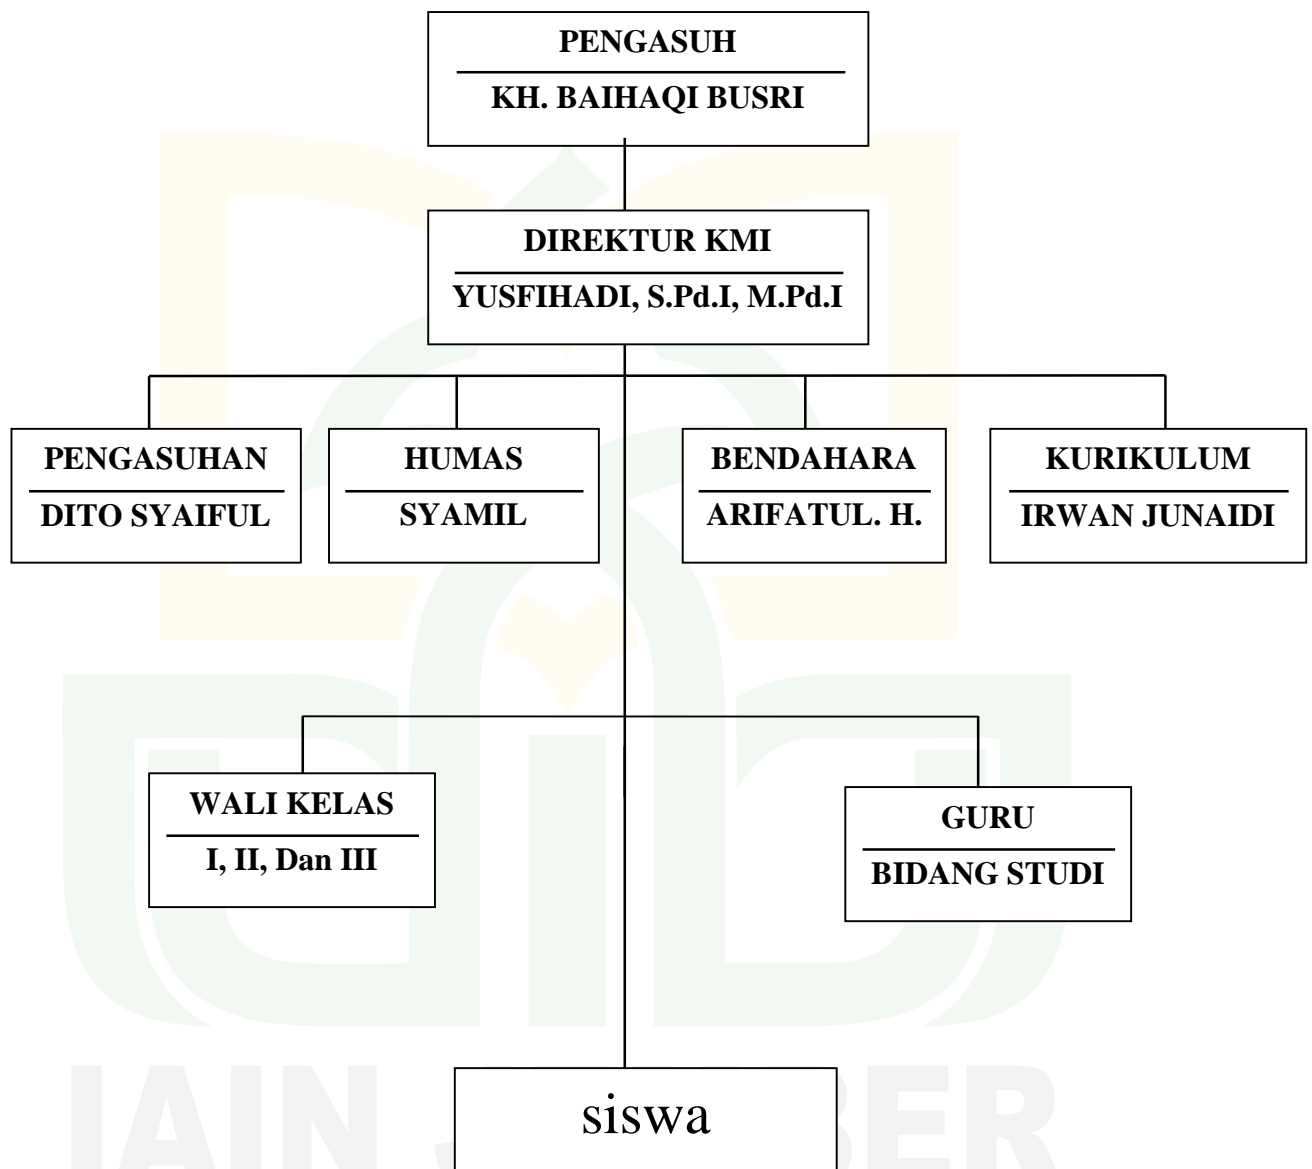 PENGASUH
KH. BAIHAQI BUSRI
DIREKTUR KMI
YUSFIHADI, S.Pd.I, M.Pd.I
PENGASUHAN
DITO SYAIFUL
HUMAS
SYAMIL
BENDAHARA
ARIFATUL. H.
KURIKULUM
IRWAN JUNAIDI
WALI KELAS
I, II, Dan III
GURU
BIDANG STUDI
siswa